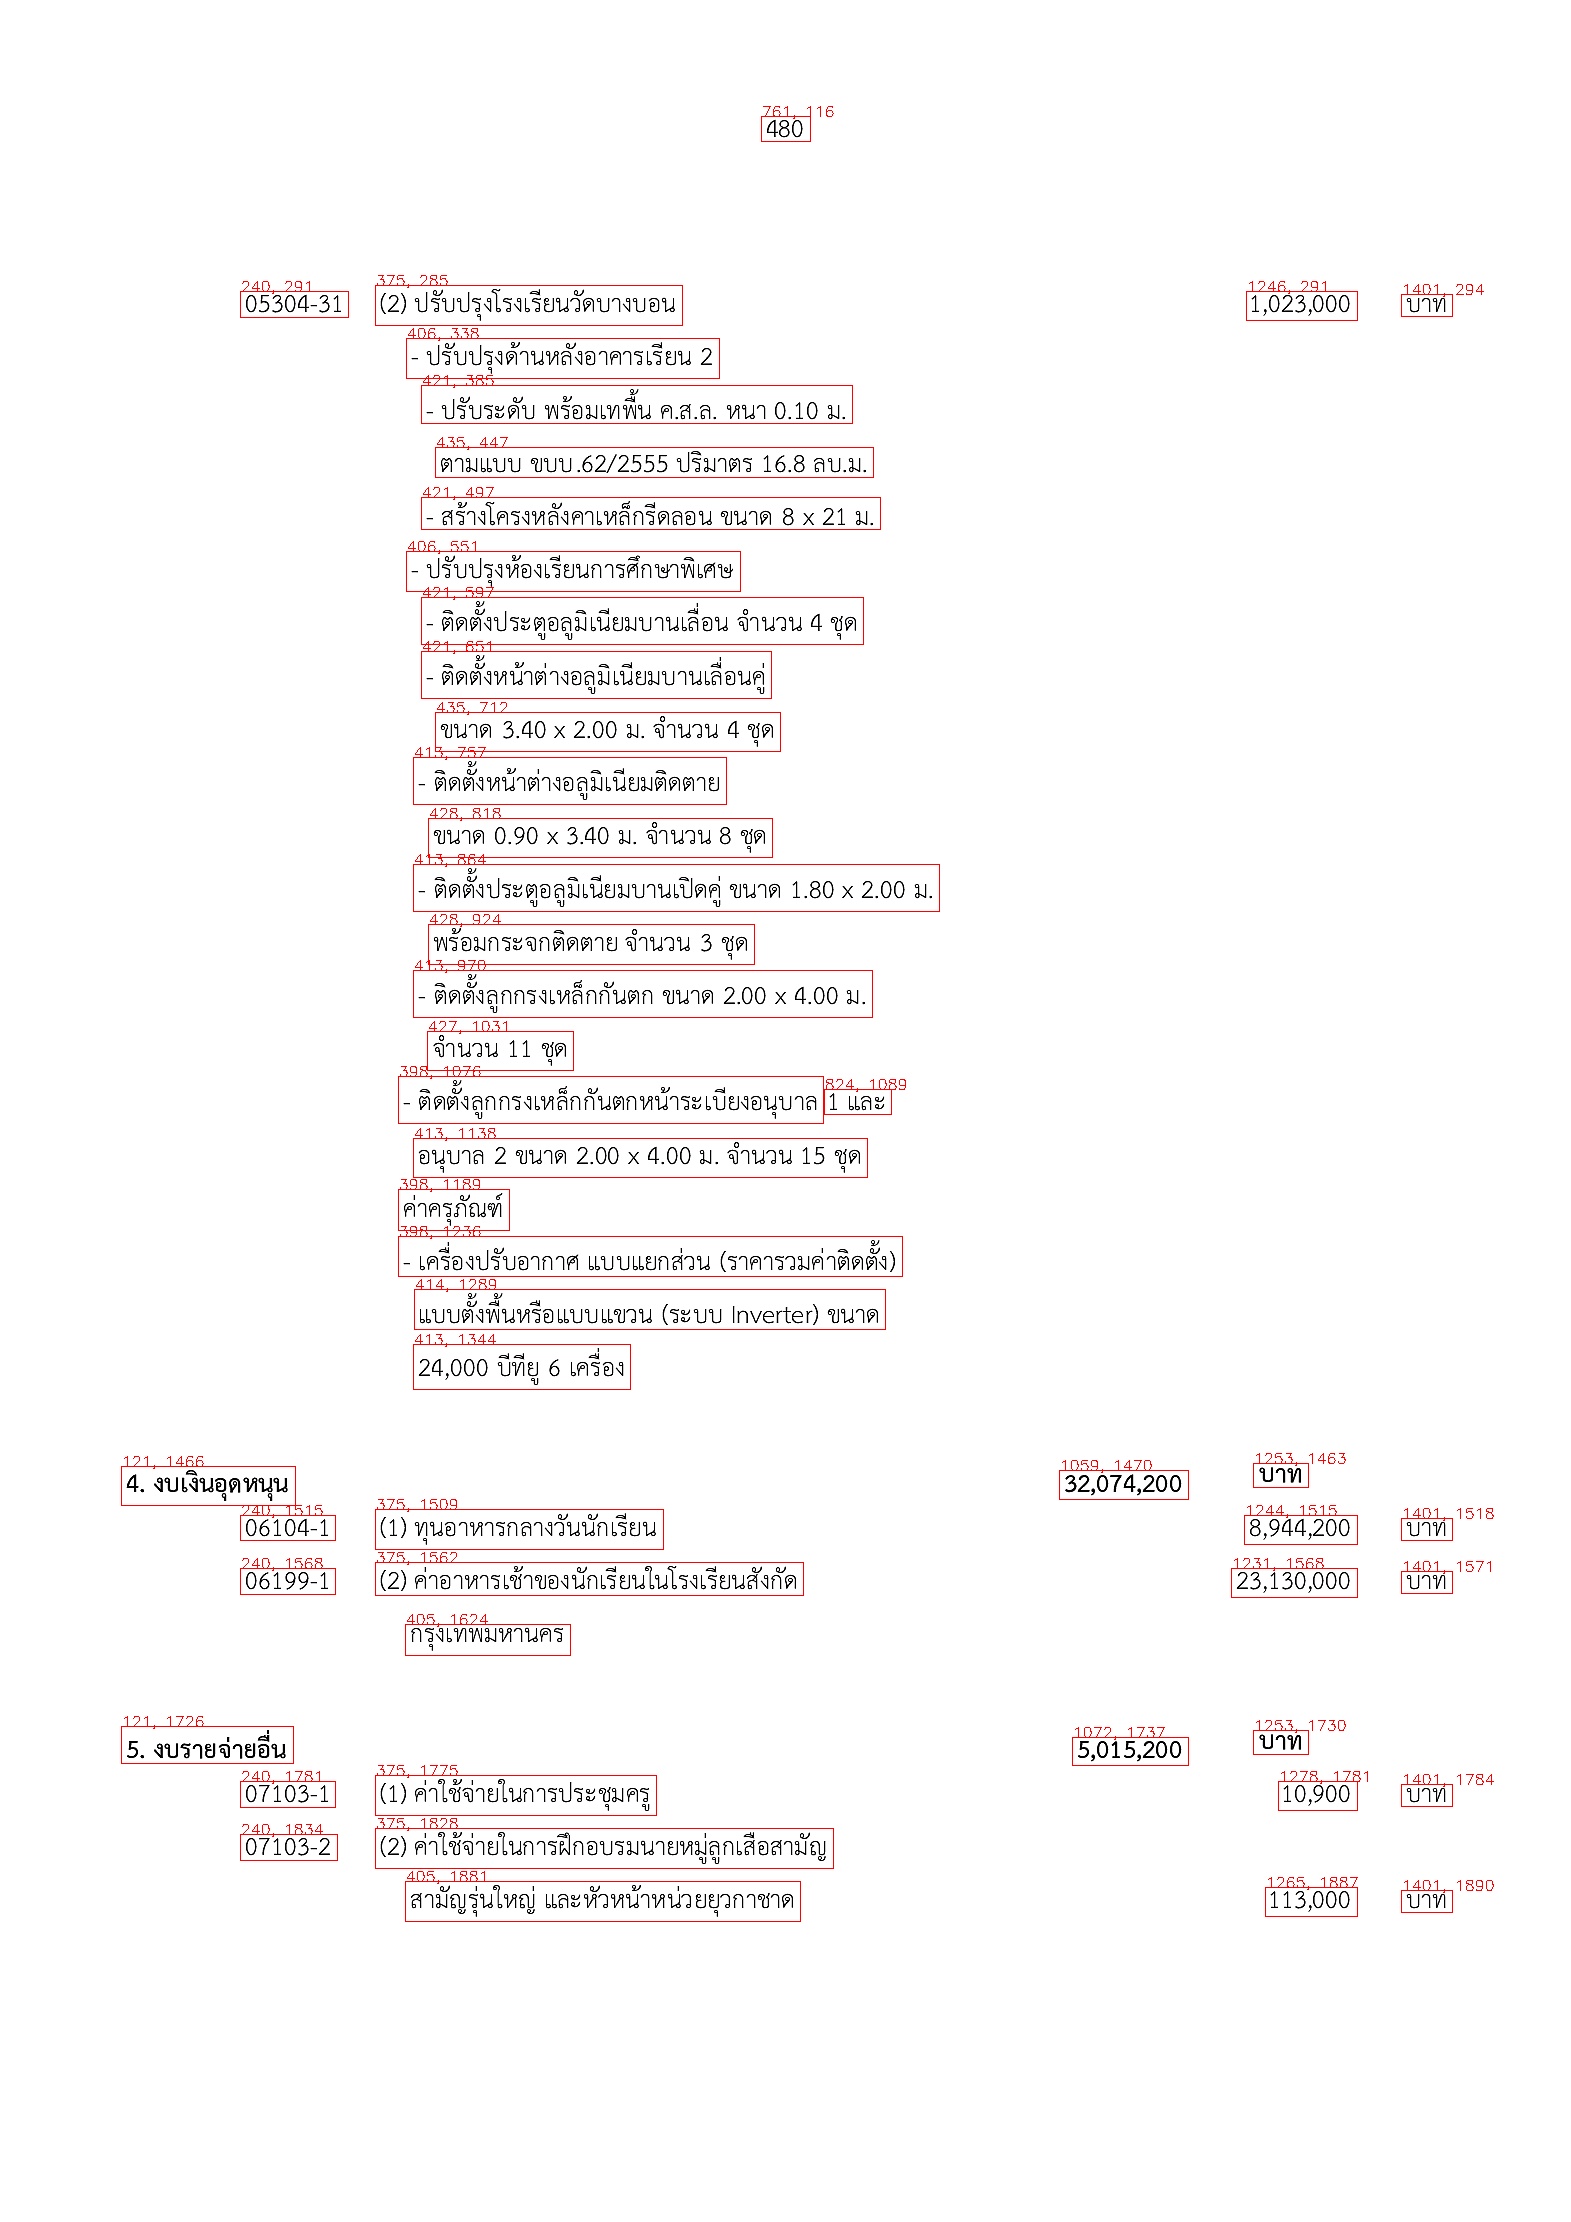 761, 116
480
240, 291 375, 285 1246, 291 1401, 294
05304-31 (2) ปรับปรุงโรงเรียนวัดบางบอน 1,023,000 บาท
406, 338
- ปรับปรุงด้านหลังอาคารเรียน 2
421, 385
- ปรับระดับ พร้อมเทพื้น ค.ส.ล. หนา 0.10 ม.
435, 447
ตามแบบ ขบบ.62/2555 ปริมาตร 16.8 ลบ.ม.
421, 497
- สร้างโครงหลังคาเหล็กรีดลอน ขนาด 8 x 21 ม.
406, 551
- ปรับปรุงห้องเรียนการศึกษาพิเศษ
421, 597
- ติดตั้งประตูอลูมิเนียมบานเลื่อน จำนวน 4 ชุด
421, 651
- ติดตั้งหน้าต่างอลูมิเนียมบานเลื่อนคู่
435, 712
ขนาด 3.40 x 2.00 ม. จำนวน 4 ชุด
413, 757
- ติดตั้งหน้าต่างอลูมิเนียมติดตาย
428, 818
ขนาด 0.90 x 3.40 ม. จำนวน 8 ชุด
413, 864
- ติดตั้งประตูอลูมิเนียมบานเปิดคู่ ขนาด 1.80 x 2.00 ม.
428, 924
พร้อมกระจกติดตาย จำนวน 3 ชุด
413, 970
- ติดตั้งลูกกรงเหล็กกันตก ขนาด 2.00 x 4.00 ม.
427, 1031
จำนวน 11 ชุด
398, 1076 824, 1089
- ติดตั้งลูกกรงเหล็กกันตกหน้าระเบียงอนุบาล 1 และ
413, 1138
อนุบาล 2 ขนาด 2.00 x 4.00 ม. จำนวน 15 ชุด
398, 1189
ค่าครุภัณฑ์
398, 1236
- เครื่องปรับอากาศ แบบแยกส่วน (ราคารวมค่าติดตั้ง)
414, 1289
แบบตั้งพื้นหรือแบบแขวน (ระบบ Inverter) ขนาด
413, 1344
24,000 บีทียู 6 เครื่อง
121, 1466 1059, 1470 1253, 1463
4. งบเงินอุดหนุน 32,074,200 บาท
240, 1515 375, 1509 1244, 1515 1401, 1518
06104-1 (1) ทุนอาหารกลางวันนักเรียน 8,944,200 บาท
240, 1568 375, 1562 1231, 1568 1401, 1571
06199-1 (2) ค่าอาหารเช้าของนักเรียนในโรงเรียนสังกัด 23,130,000 บาท
405, 1624
กรุงเทพมหานคร
121, 1726 1072, 1737 1253, 1730
5. งบรายจ่ายอื่น 5,015,200 บาท
240, 1781 375, 1775 1278, 1781 1401, 1784
07103-1 (1) ค่าใช้จ่ายในการประชุมครู 10,900 บาท
240, 1834 375, 1828
07103-2 (2) ค่าใช้จ่ายในการฝึกอบรมนายหมู่ลูกเสือสามัญ
405, 1881 1265, 1887 1401, 1890
สามัญรุ่นใหญ่ และหัวหน้าหน่วยยุวกาชาด 113,000 บาท